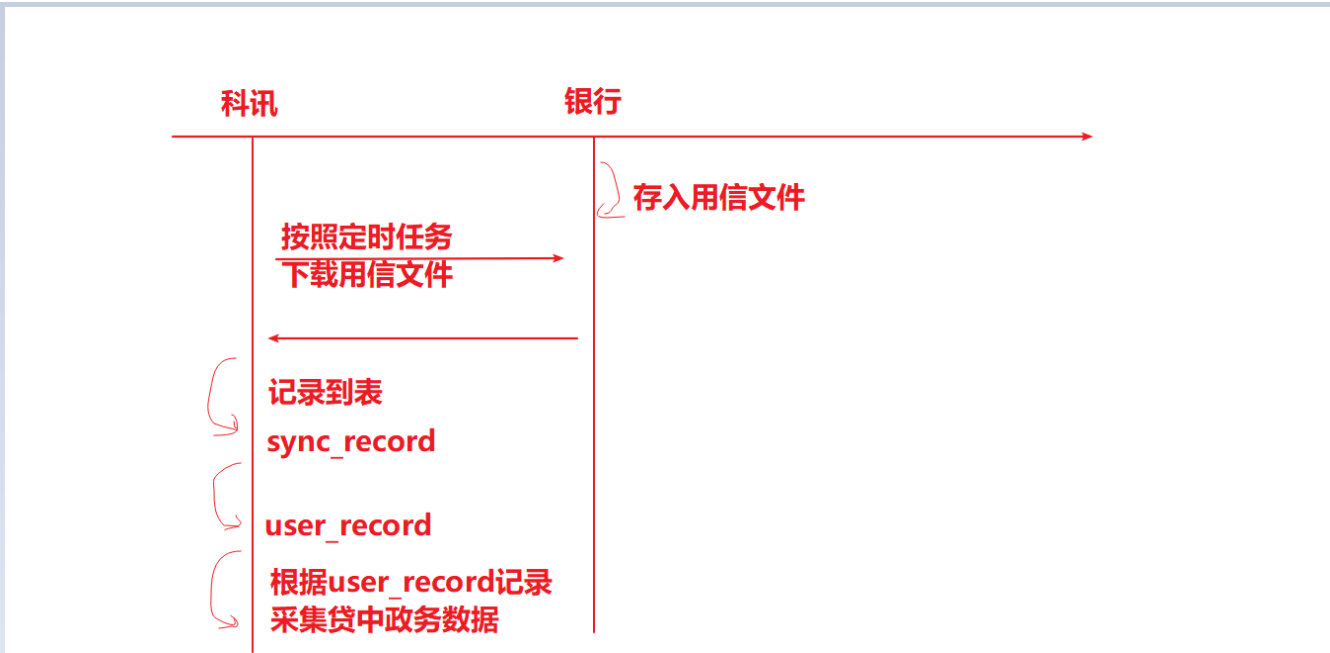 科讯
银行
存入用信文件
按照定时任务
下载用信文件
记录到表
sync_record
user_record
根据user_record记录
采集贷中政务数据